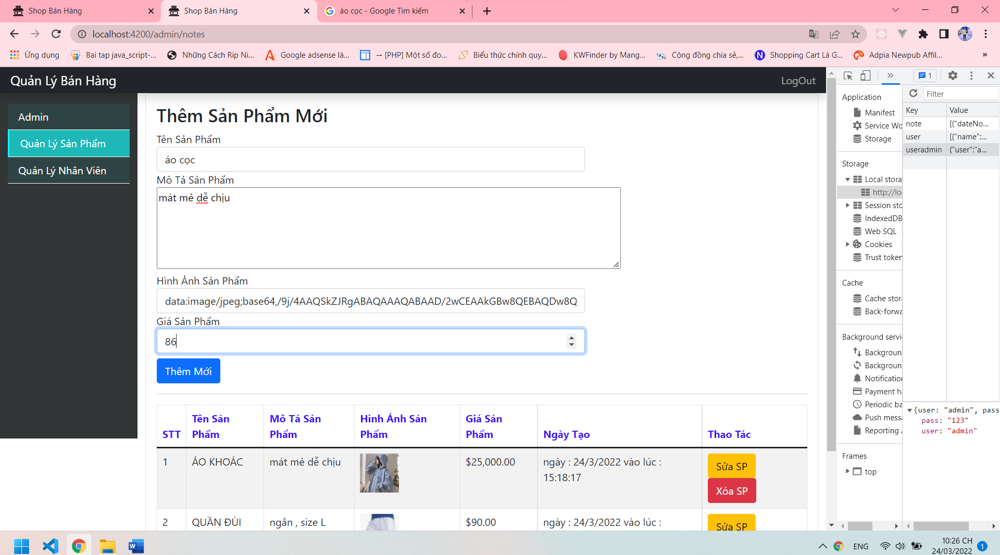 Shop Bán Hàng
Shop Bán Hàng
áo cọc - Google Tìm kiếm
localhost:4200/admin/notes
Ứng dụng
Bai tap java_script-...
Những Cách Rip Ni...
Google adsense là...
→ [PHP] Một số đo...
Biểu thức chính quy...
KWFinder by Mang...
Cộng đồng chia sẻ,...
Shopping Cart Là G...
Adpia Newpub Affil...
»
Quản Lý Bán Hàng
LogOut
Admin
Quản Lý Sản Phẩm
Quản Lý Nhân Viên
Thêm Sản Phẩm Mới
Tên Sản Phẩm
áo cọc
Mô Tả Sản Phẩm
mát mẻ dễ chịu
Hình Ảnh Sản Phẩm
data:image/jpeg;base64,/9j/4AAQSkZJRgABAQAAAQABAAD/2wCEAAkGBw8QEBAQDw8Q
Giá Sản Phẩm
86
Thêm Mới
STT
Tên Sản Phẩm
Mô Tả Sản Phẩm
Hình Ảnh Sản Phẩm
Giá Sản Phẩm
Ngày Tạo
Thao Tác
1
ÁO KHOÁC
mát mẻ dễ chịu
$25,000.00
ngày : 24/3/2022 vào lúc :
15:18:17
Sửa SP
Xóa SP
2
QUẦN ĐÙI
ngắn , size L
$90.00
ngày : 24/3/2022 vào lúc :
Sửa SP
1
Application
Manifest
Service Wo
Storage
Storage
Local stora
http://lo
Session sto
IndexedDB
Web SQL
Cookies
Trust token
Cache
Cache stora
Back-forwa
Background servi
Backgroun
Backgroun
Notification
Payment ha
Periodic ba
Push messa
Reporting A
Frames
top
Filter
Key
Value
note
[{"dateNo...
user
[{"name":...
useradmin
{"user":"a...
{user: "admin", pass
pass: "123"
user: "admin"
ENG
10:26 CH
24/03/2022
1